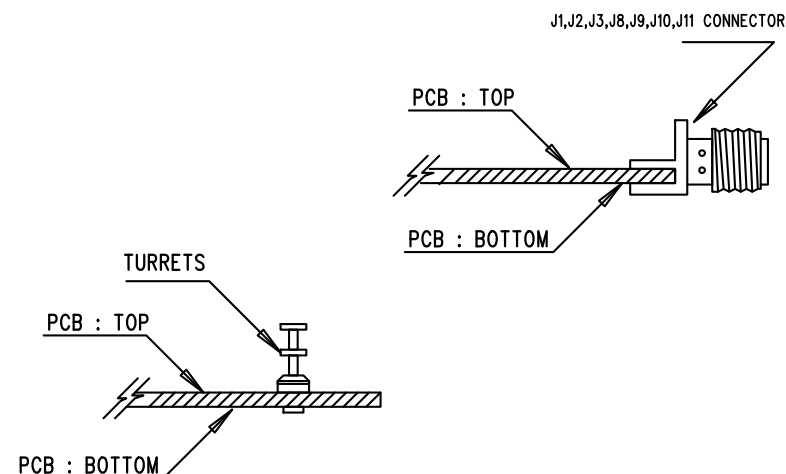 J1,J2,J3,J8,J9,J10,J11 CONNECTOR
PCB : TOP
PCB : BOTTOM
TURRETS
PCB : TOP
PCB : BOTTOM